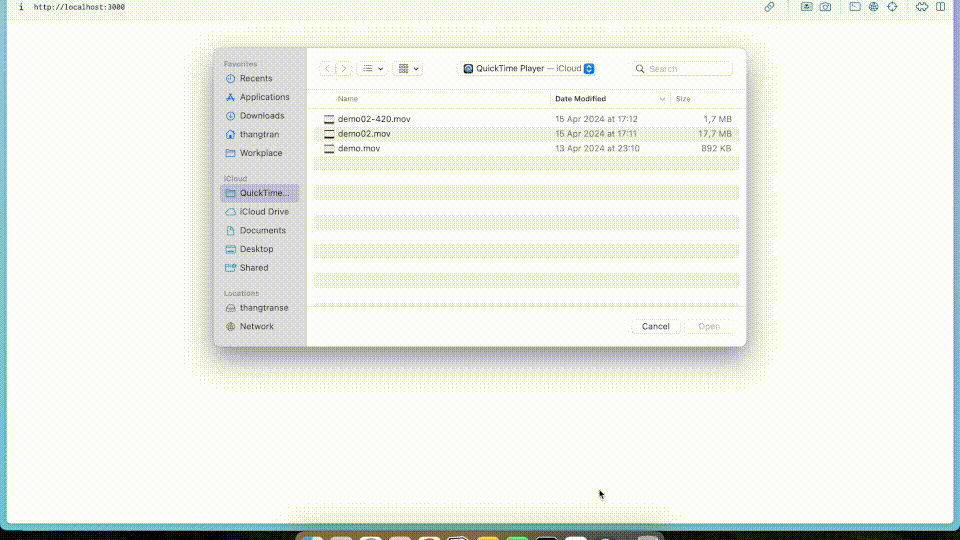 i http://localhost:3000
Favorites
Recents
Applications
Downloads
thangtran
Workplace
iCloud
QuickTime...
iCloud Drive
Documents
Desktop
Shared
Locations
thangtranse
Network
QuickTime Player — iCloud
Search
Name Date Modified Size
demo02-420.mov 15 Apr 2024 at 17:12 1,7 MB
demo02.mov 15 Apr 2024 at 17:11 17,7 MB
demo.mov 13 Apr 2024 at 23:10 892 KB
Cancel Open